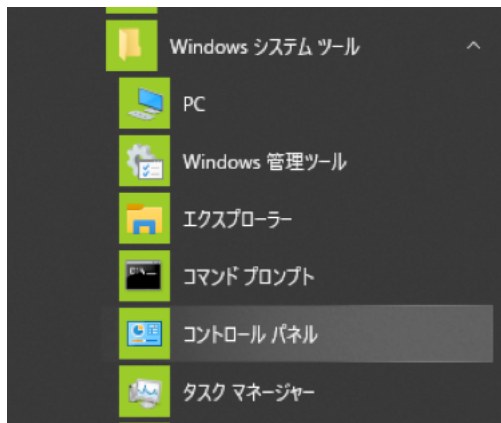 Windows システム ツール
PC
Windows 管理ツール
エクスプローラー
コマンド プロンプト
コントロール パネル
タスク マネージャー